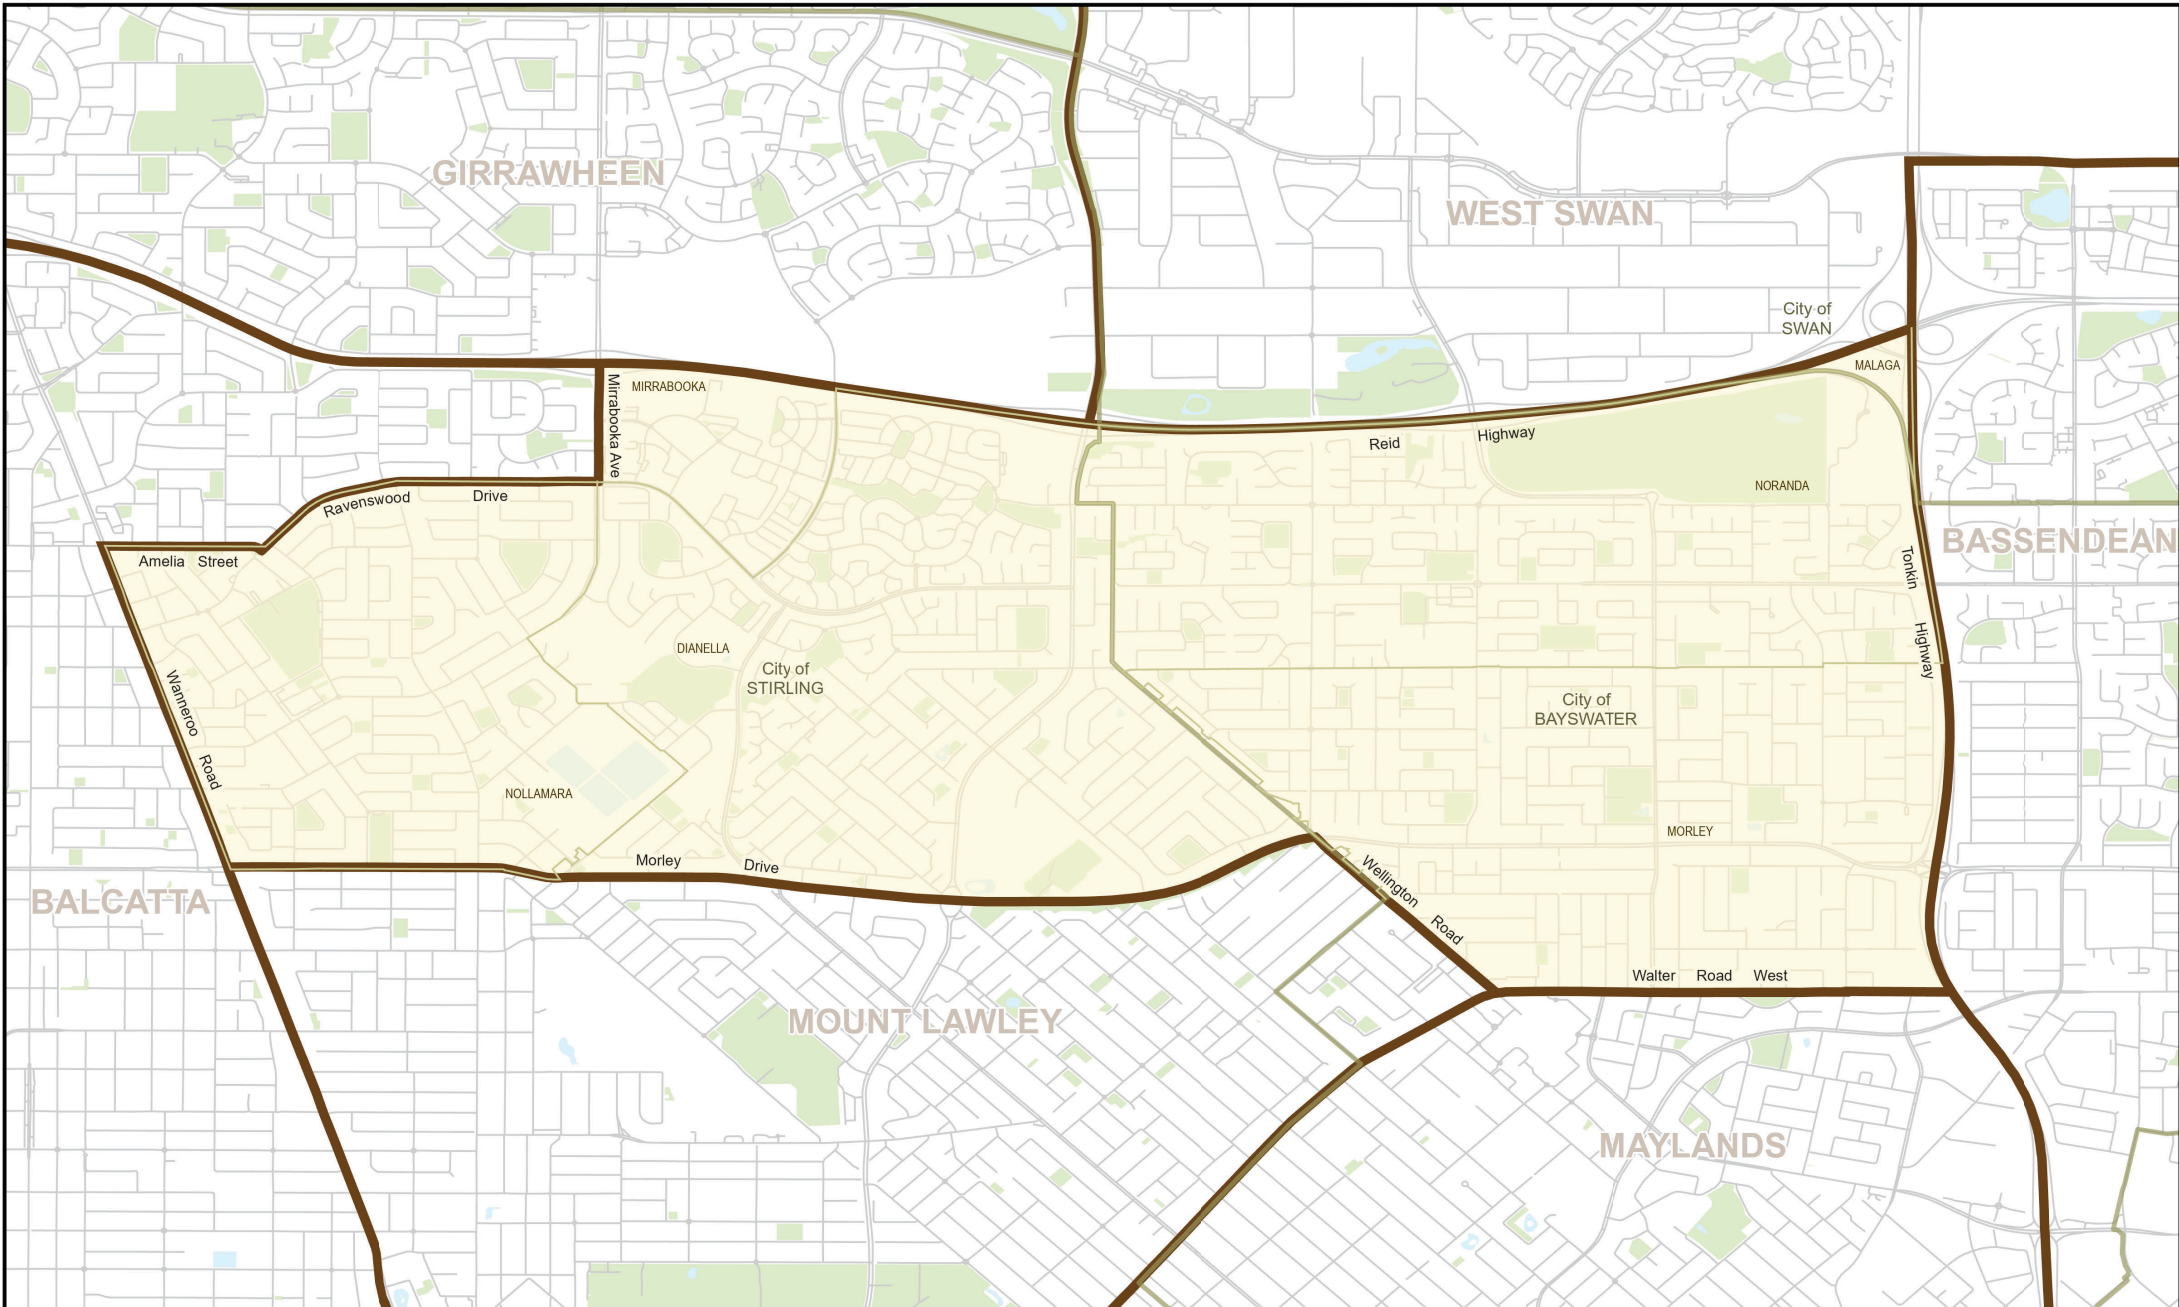 GIRRAWHEEN
WEST SWAN
City of
SWAN
MALAGA
MIRRABOOKA
Mirrabooka Ave
Reid Highway
NORANDA
Ravenswood Drive
Amelia Street
BASSENDEAN
Tonkin Highway
DIANELLA
City of
STIRLING
City of
BAYSWATER
Wanneroo Road
NOLLAMARA
MORLEY
Morley Drive
Wellington Road
BALCATTA
Walter Road West
MOUNT LAWLEY
MAYLANDS